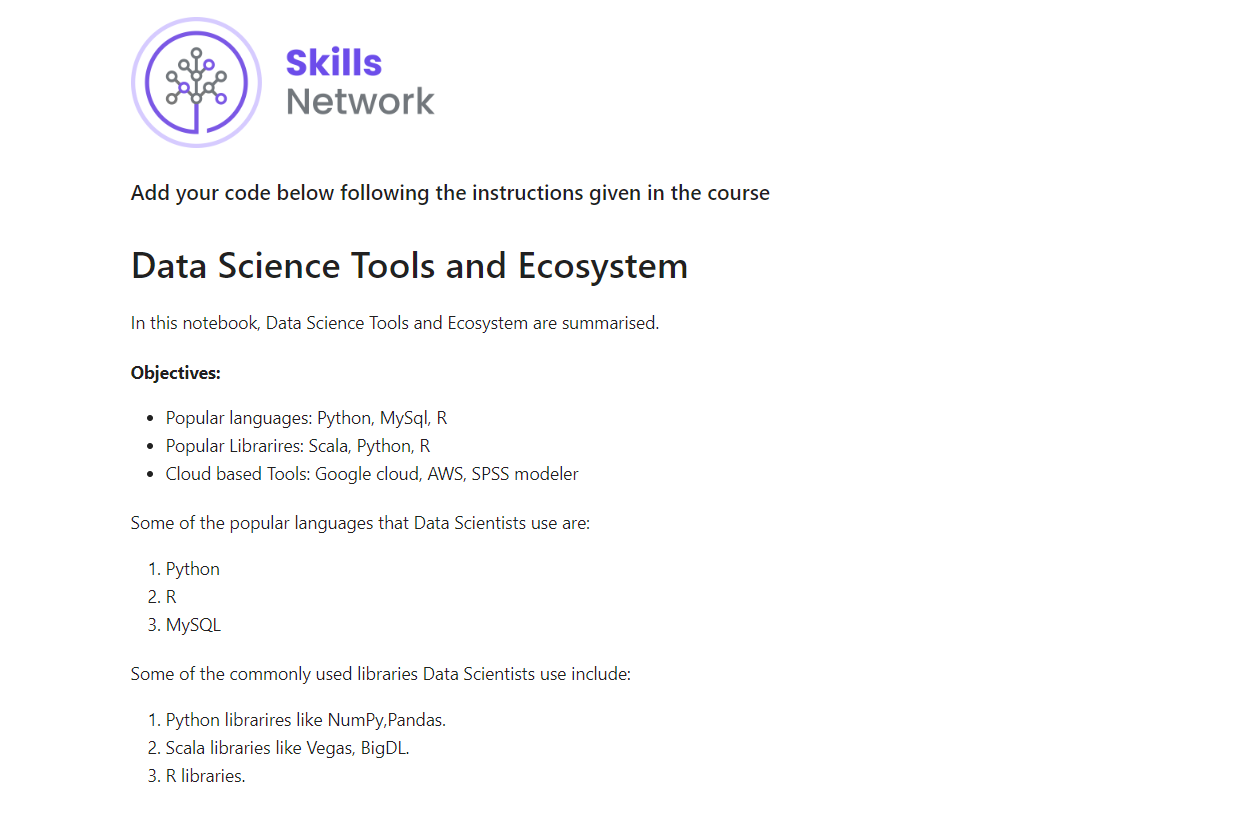 Skills
Network
Add your code below following the instructions given in the course
Data Science Tools and Ecosystem
In this notebook, Data Science Tools and Ecosystem are summarised.
Objectives:
• Popular languages: Python, MySql, R
• Popular Librarires: Scala, Python, R
• Cloud based Tools: Google cloud, AWS, SPSS modeler
Some of the popular languages that Data Scientists use are:
1. Python
2. R
3. MySQL
Some of the commonly used libraries Data Scientists use include:
1. Python librarires like NumPy,Pandas.
2. Scala libraries like Vegas, BigDL.
3. R libraries.